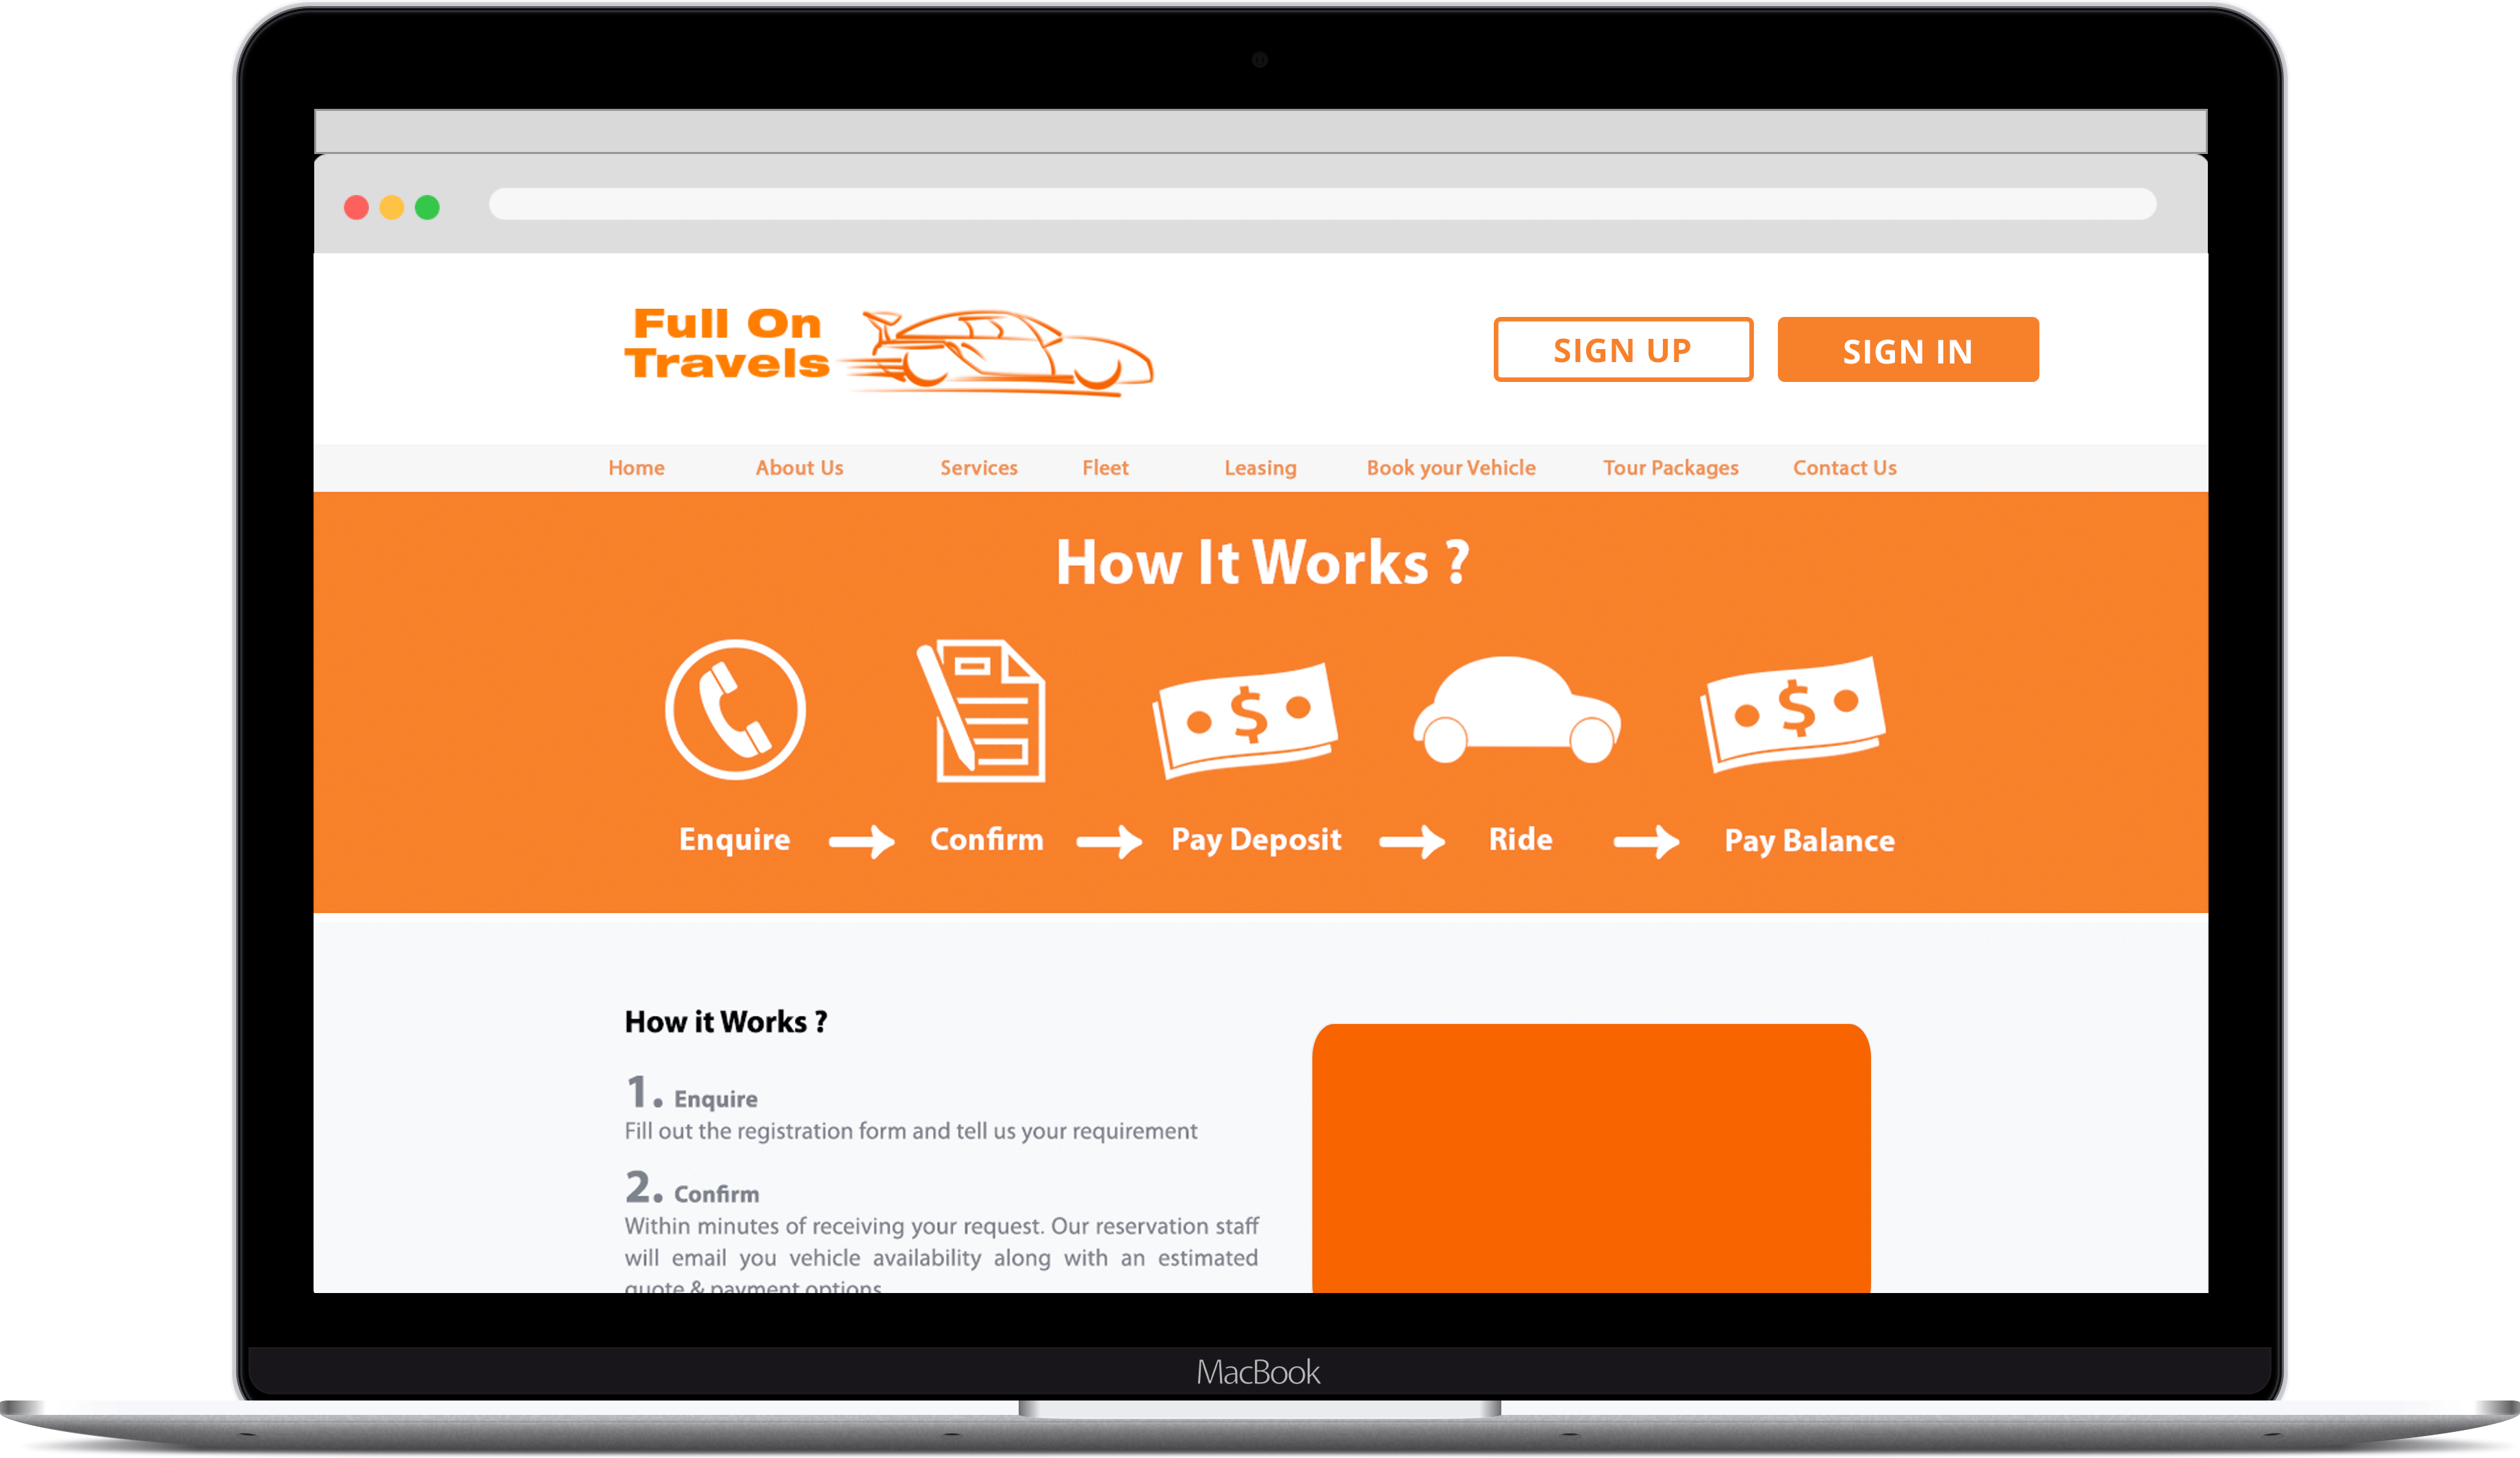 Full On
Travels
SIGN UP
SIGN IN
Home
About Us
Services
Fleet
Leasing
Book your Vehicle
Tour Packages
Contact Us
How It Works ?
$
$
Enquire
Confirm
Pay Deposit
Ride
Pay Balance
How it Works ?
1. Enquire
Fill out the registration form and tell us your requirement
2. Confirm
Within minutes of receiving your request. Our reservation staff
will email you vehicle availability along with an estimated
quote & payment options
MacBook